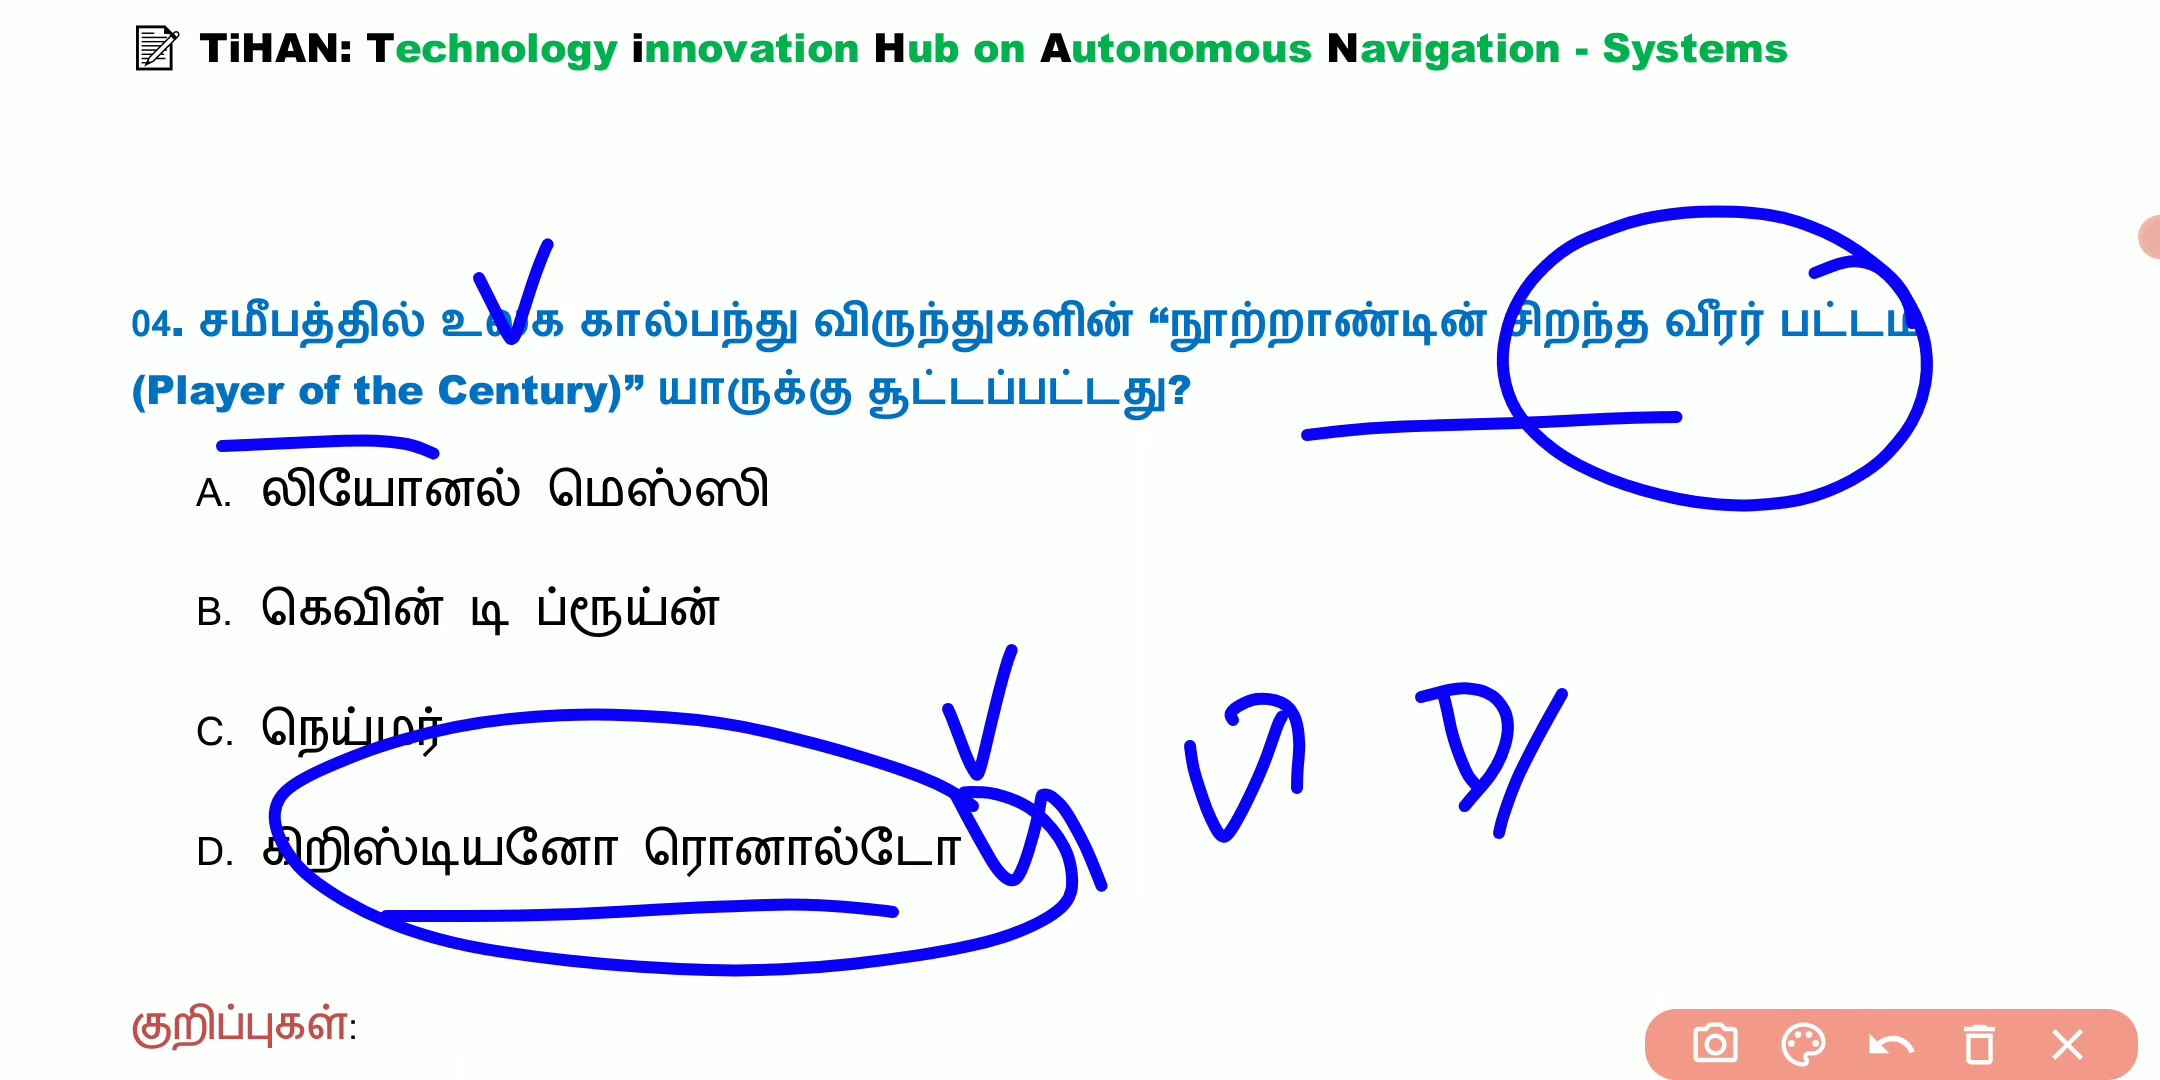 TiHAN: Technology innovation Hub on Autonomous Navigation - Systems
04. சமீபத்தில் உலக கால்பந்து விருந்துகளின் “நூற்றாண்டின் சிறந்த வீரர் பட்டம்
(Player of the Century)” யாருக்கு சூட்டப்பட்டது?
A. லியோனல் மெஸ்ஸி
B. கெவின் டி ப்ரூய்ன்
C. நெய்மர்
D. கிறிஸ்டியனோ ரொனால்டோ
D/
குறிப்புகள்: